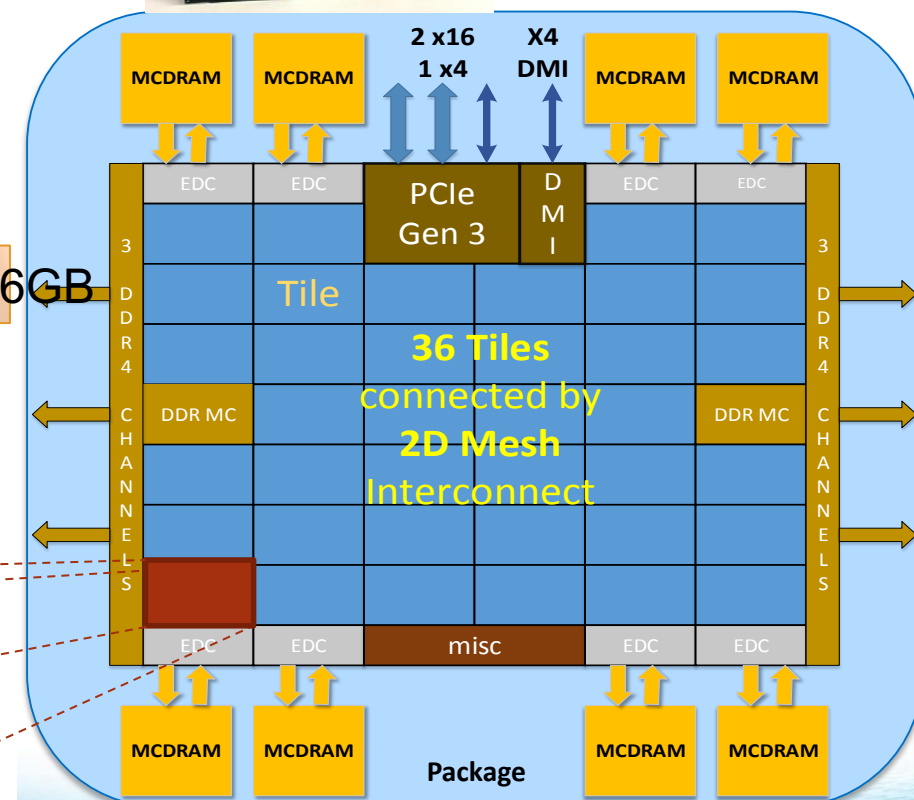 2 x16
1 x4
X4
DMI
MCDRAM
MCDRAM
MCDRAM
MCDRAM
EDC
EDC
PCIe
Gen 3
D
M
I
EDC
EDC
6GB
Tile
3
D
D
R
4
C
H
A
N
N
E
L
S
3
D
D
R
4
C
H
A
N
N
E
L
S
36 Tiles
connected by
2D Mesh
Interconnect
DDR MC
DDR MC
EDC
EDC
misc
EDC
EDC
MCDRAM
MCDRAM
MCDRAM
MCDRAM
Package